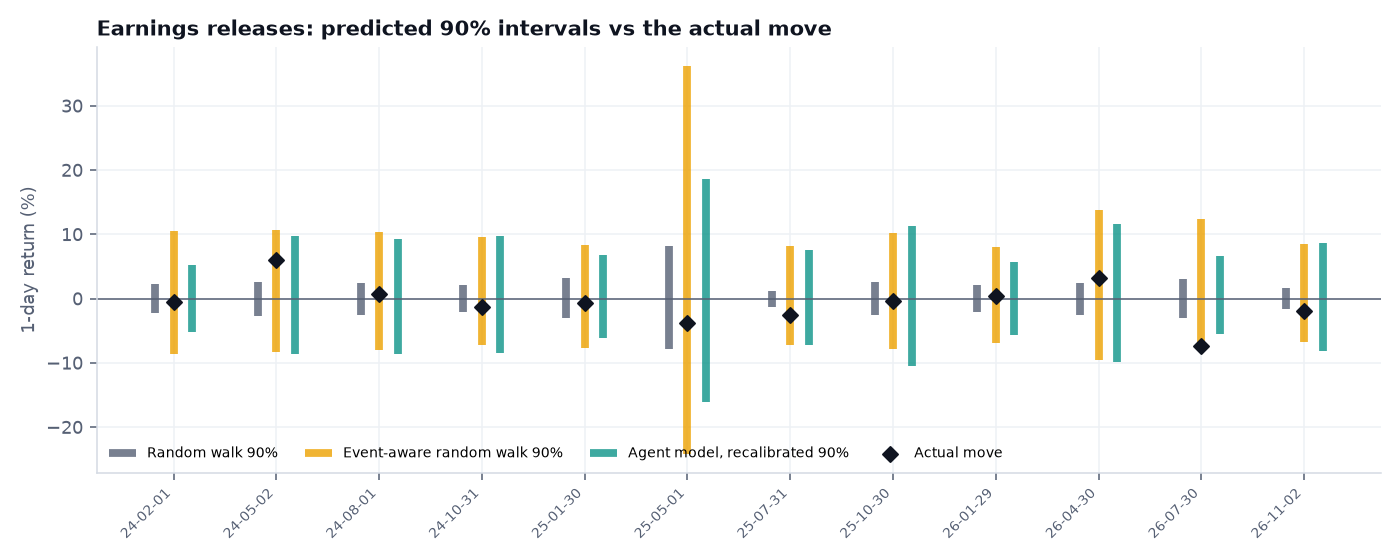 Earnings releases: predicted 90% intervals vs the actual move
1-day return (%)
30
20
10
0
−10
−20
Random walk 90% Event-aware random walk 90% Agent model, recalibrated 90% Actual move
24-02-01 24-05-02 24-08-01 24-10-31 25-01-30 25-05-01 25-07-31 25-10-30 26-01-29 26-04-30 26-07-30 26-11-02